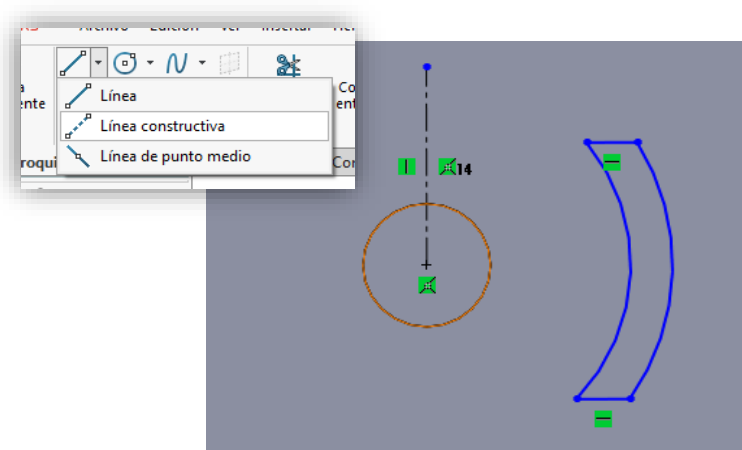 Archivo Edición Ver Insertar
Línea
Línea constructiva
Línea de punto medio
14